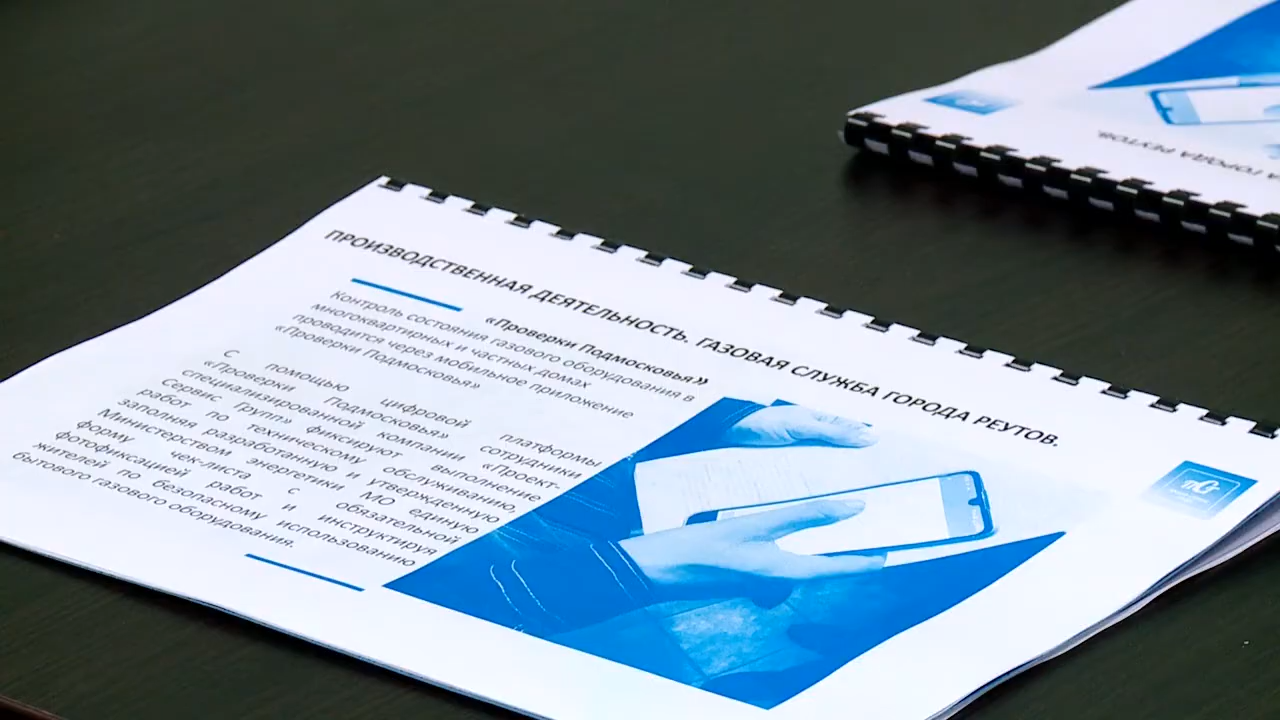 ПРОИЗВОДСТВЕННАЯ ДЕЯТЕЛЬНОСТЬ. ГАЗОВАЯ СЛУЖБА ГОРОДА РЕУТОВ.
«Проверки Подмосковья»
Контроль состояния газового оборудования в
многоквартирных и частных домах
проводится через мобильное приложение
«Проверки Подмосковья»
С помощью цифровой платформы
«Проверки Подмосковья» сотрудники
специализированной компании «Проект-
Сервис Групп» фиксируют выполнение
работ по техническому обслуживанию,
заполняя разработанную и утвержденную
Министерством энергетики МО единую
форму чек-листа с обязательной
фотофиксацией работ и инструктируя
жителей по безопасному использованию
бытового газового оборудования.
А ГОРОДА РЕУТОВ.